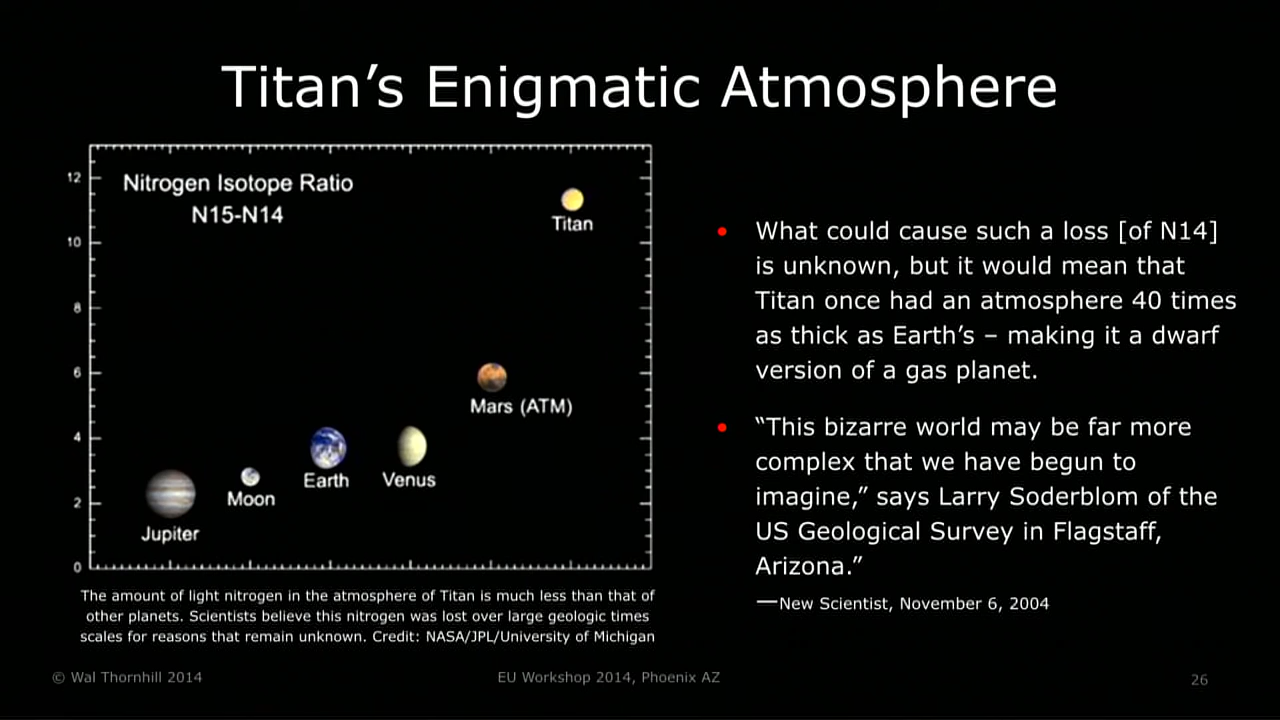 Titan’s Enigmatic Atmosphere
12
10
8
6
4
2
0
Nitrogen Isotope Ratio
N15-N14
Titan
Mars (ATM)
Earth
Venus
Moon
Jupiter
The amount of light nitrogen in the atmosphere of Titan is much less than that of
other planets. Scientists believe this nitrogen was lost over large geologic times
scales for reasons that remain unknown. Credit: NASA/JPL/University of Michigan
• What could cause such a loss [of N14]
is unknown, but it would mean that
Titan once had an atmosphere 40 times
as thick as Earth’s – making it a dwarf
version of a gas planet.
• “This bizarre world may be far more
complex that we have begun to
imagine,” says Larry Soderblom of the
US Geological Survey in Flagstaff,
Arizona.”
—New Scientist, November 6, 2004
© Wal Thornhill 2014
EU Workshop 2014, Phoenix AZ
26